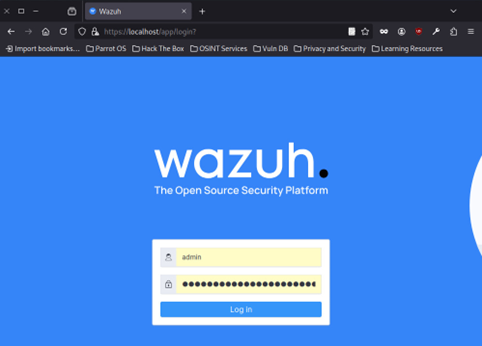 Wazuh
https://localhost/app/login?
Import bookmarks... Parrot OS Hack The Box OSINT Services Vuln DB Privacy and Security Learning Resources
wazuh.
The Open Source Security Platform
admin
Log In